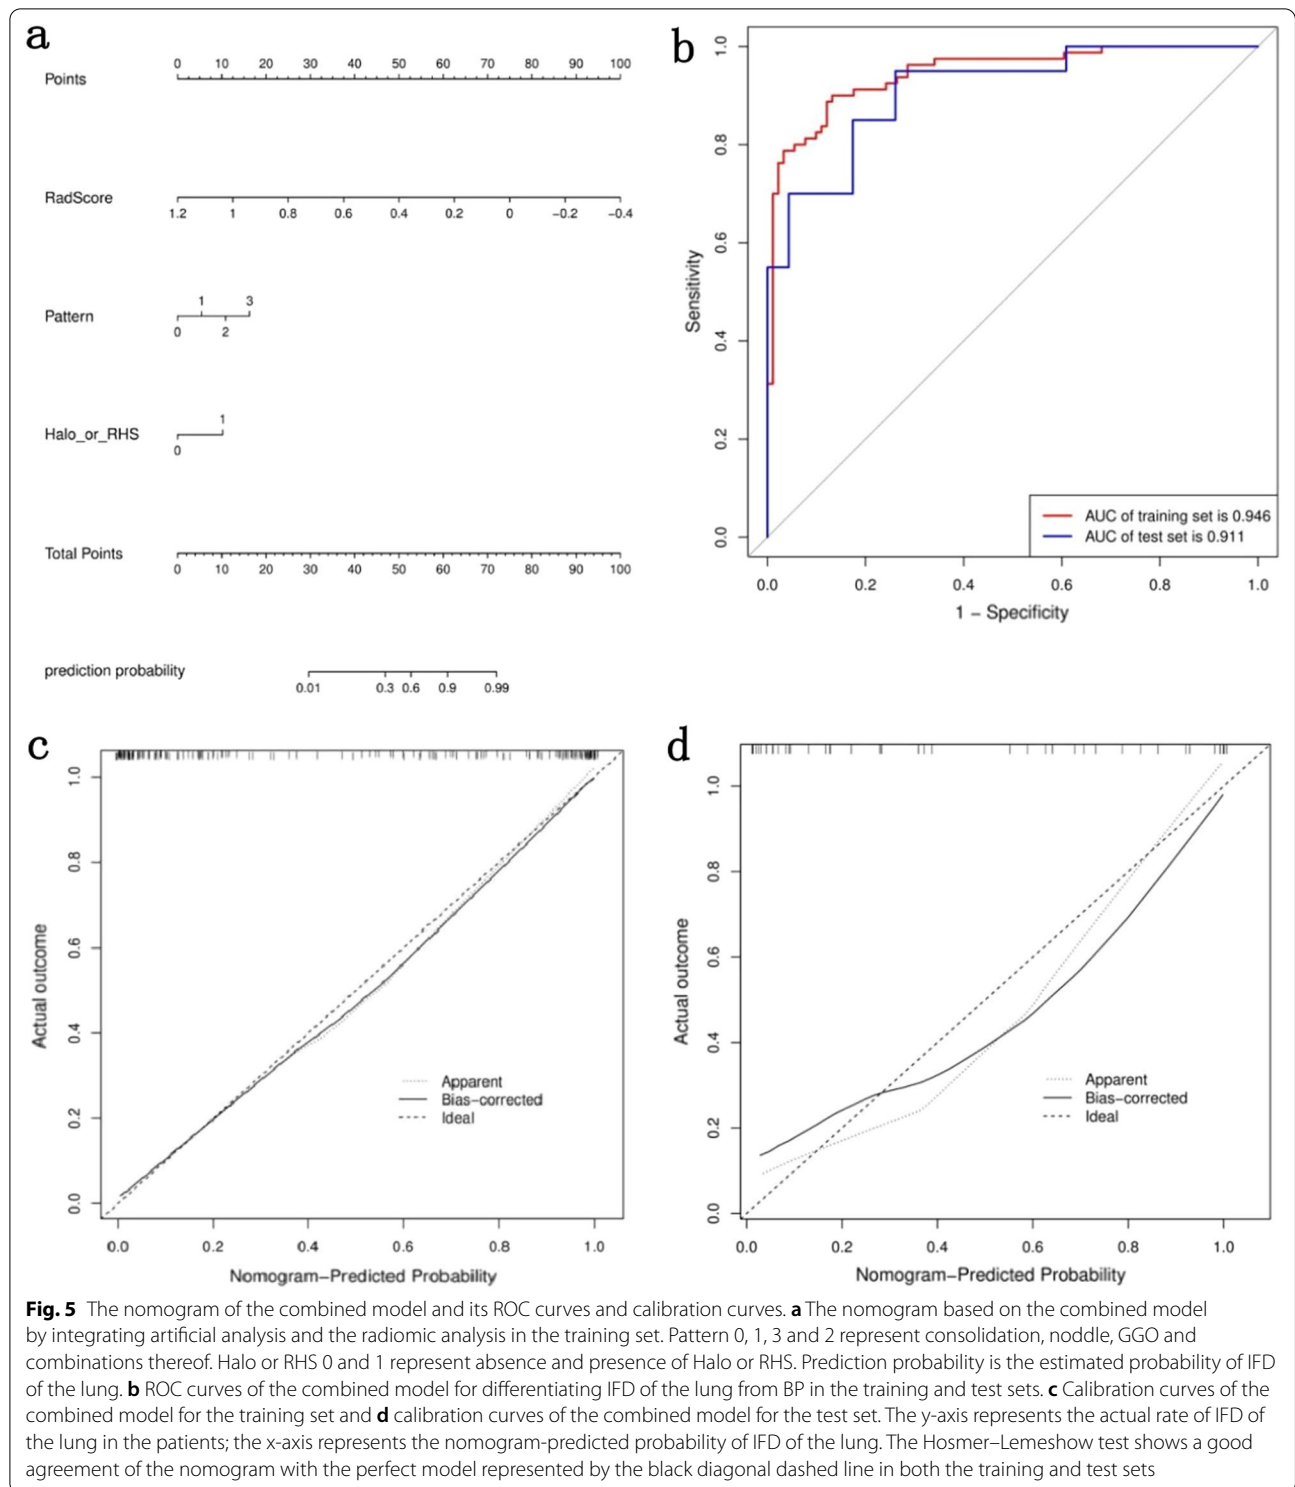 a
Points
0 10 20 30 40 50 60 70 80 90 100
RadScore
1.2 1 0.8 0.6 0.4 0.2 0 −0.2 −0.4
1 3
Pattern
0 2
1
Halo_or_RHS
0
Total Points
0 10 20 30 40 50 60 70 80 90 100
prediction probability
0.01 0.3 0.6 0.9 0.99
b
Sensitivity
1.0
0.8
0.6
0.4
0.2
0.0
AUC of training set is 0.946
AUC of test set is 0.911
0.0 0.2 0.4 0.6 0.8 1.0
1 − Specificity
c
Actual outcome
1.0
0.8
0.6
0.4
0.2
0.0
Apparent
Bias−corrected
Ideal
0.0 0.2 0.4 0.6 0.8 1.0
Nomogram−Predicted Probability
d
Actual outcome
1.0
0.8
0.6
0.4
0.2
0.0
Apparent
Bias−corrected
Ideal
0.0 0.2 0.4 0.6 0.8 1.0
Nomogram−Predicted Probability
Fig. 5 The nomogram of the combined model and its ROC curves and calibration curves. a The nomogram based on the combined model
by integrating artificial analysis and the radiomic analysis in the training set. Pattern 0, 1, 3 and 2 represent consolidation, noddle, GGO and
combinations thereof. Halo or RHS 0 and 1 represent absence and presence of Halo or RHS. Prediction probability is the estimated probability of IFD
of the lung. b ROC curves of the combined model for differentiating IFD of the lung from BP in the training and test sets. c Calibration curves of the
combined model for the training set and d calibration curves of the combined model for the test set. The y-axis represents the actual rate of IFD of
the lung in the patients; the x-axis represents the nomogram-predicted probability of IFD of the lung. The Hosmer–Lemeshow test shows a good
agreement of the nomogram with the perfect model represented by the black diagonal dashed line in both the training and test sets